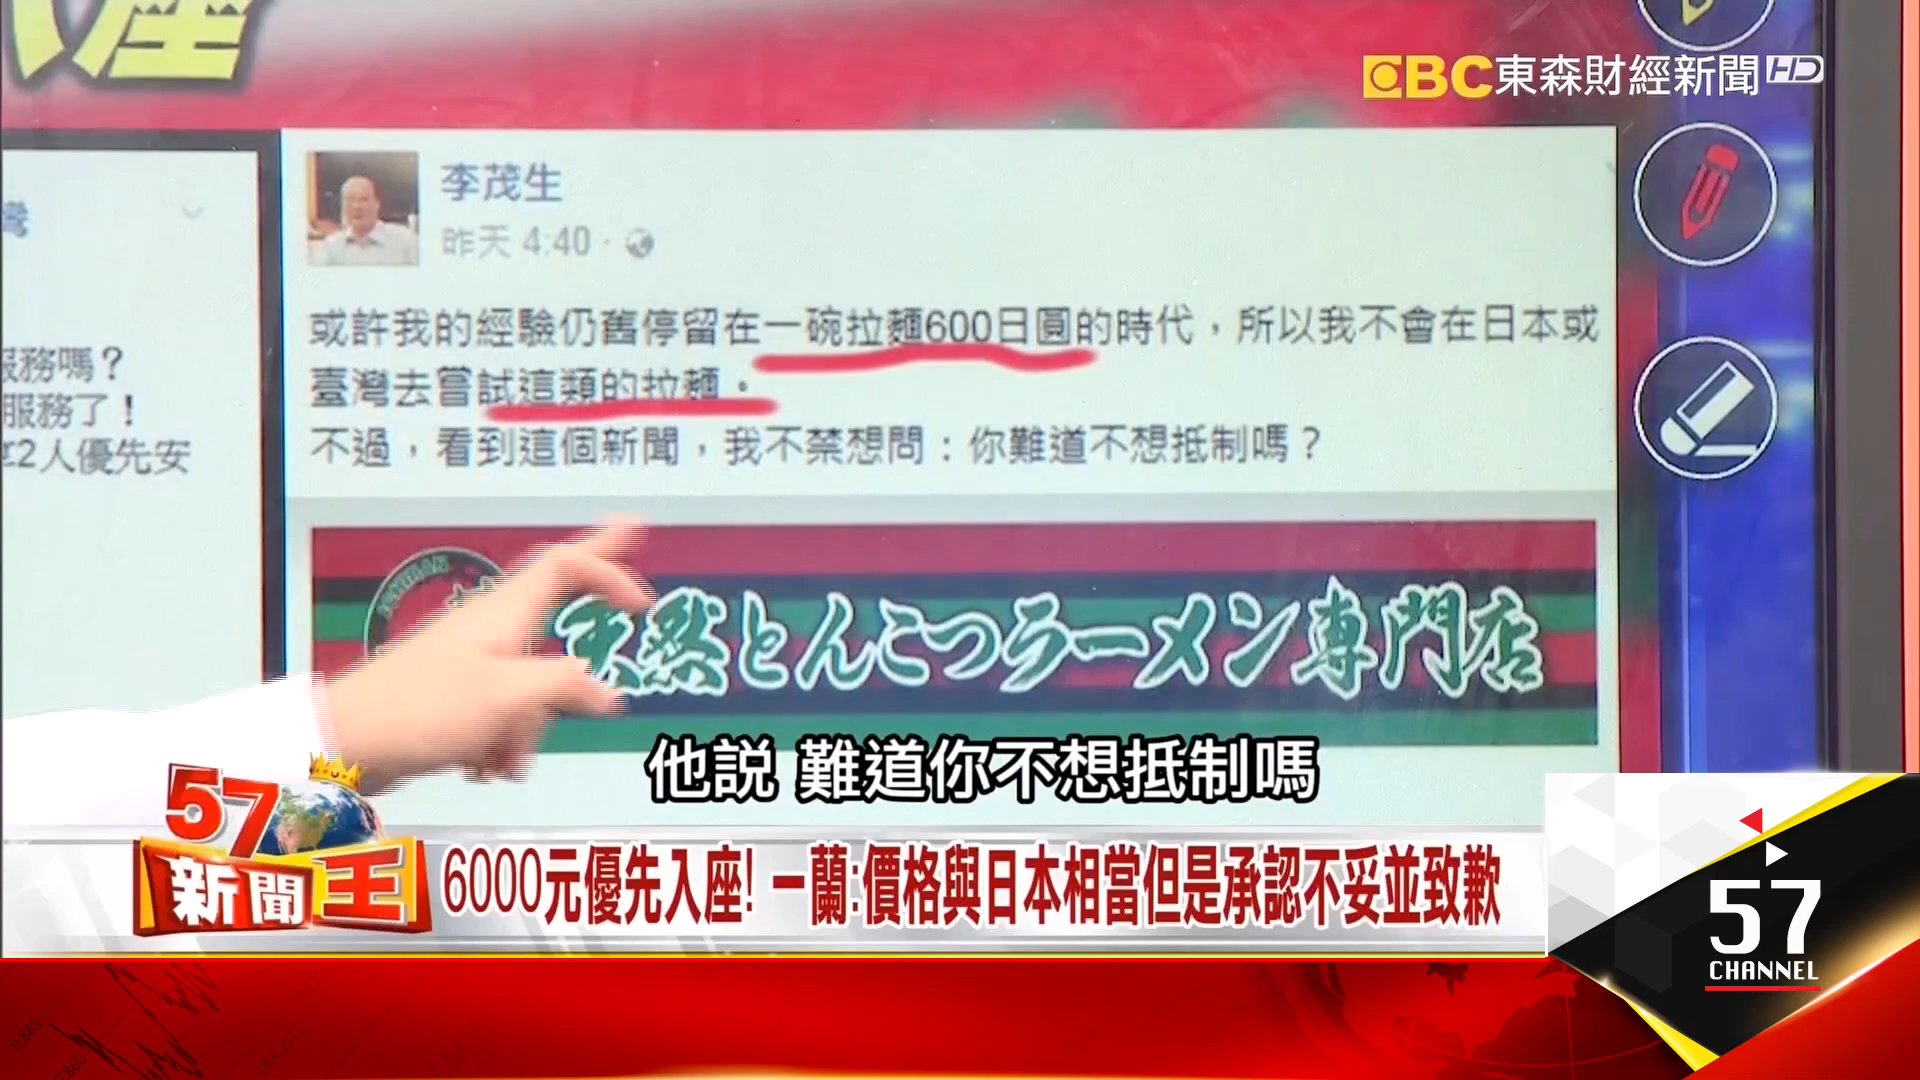 座
EBC東森財經新聞HD
灣
服務嗎？
服務了！
2人優先安
李茂生
昨天 4:40
或許我的經驗仍舊停留在一碗拉麵600日圓的時代，所以我不會在日本或
臺灣去嘗試這類的拉麵。
不過，看到這個新聞，我不禁想問：你難道不想抵制嗎？
天然とんこつラーメン専門店
他説 難道你不想抵制嗎
57
新聞王
6000元優先入座! 一蘭:價格與日本相當但是承認不妥並致歉
57
CHANNEL